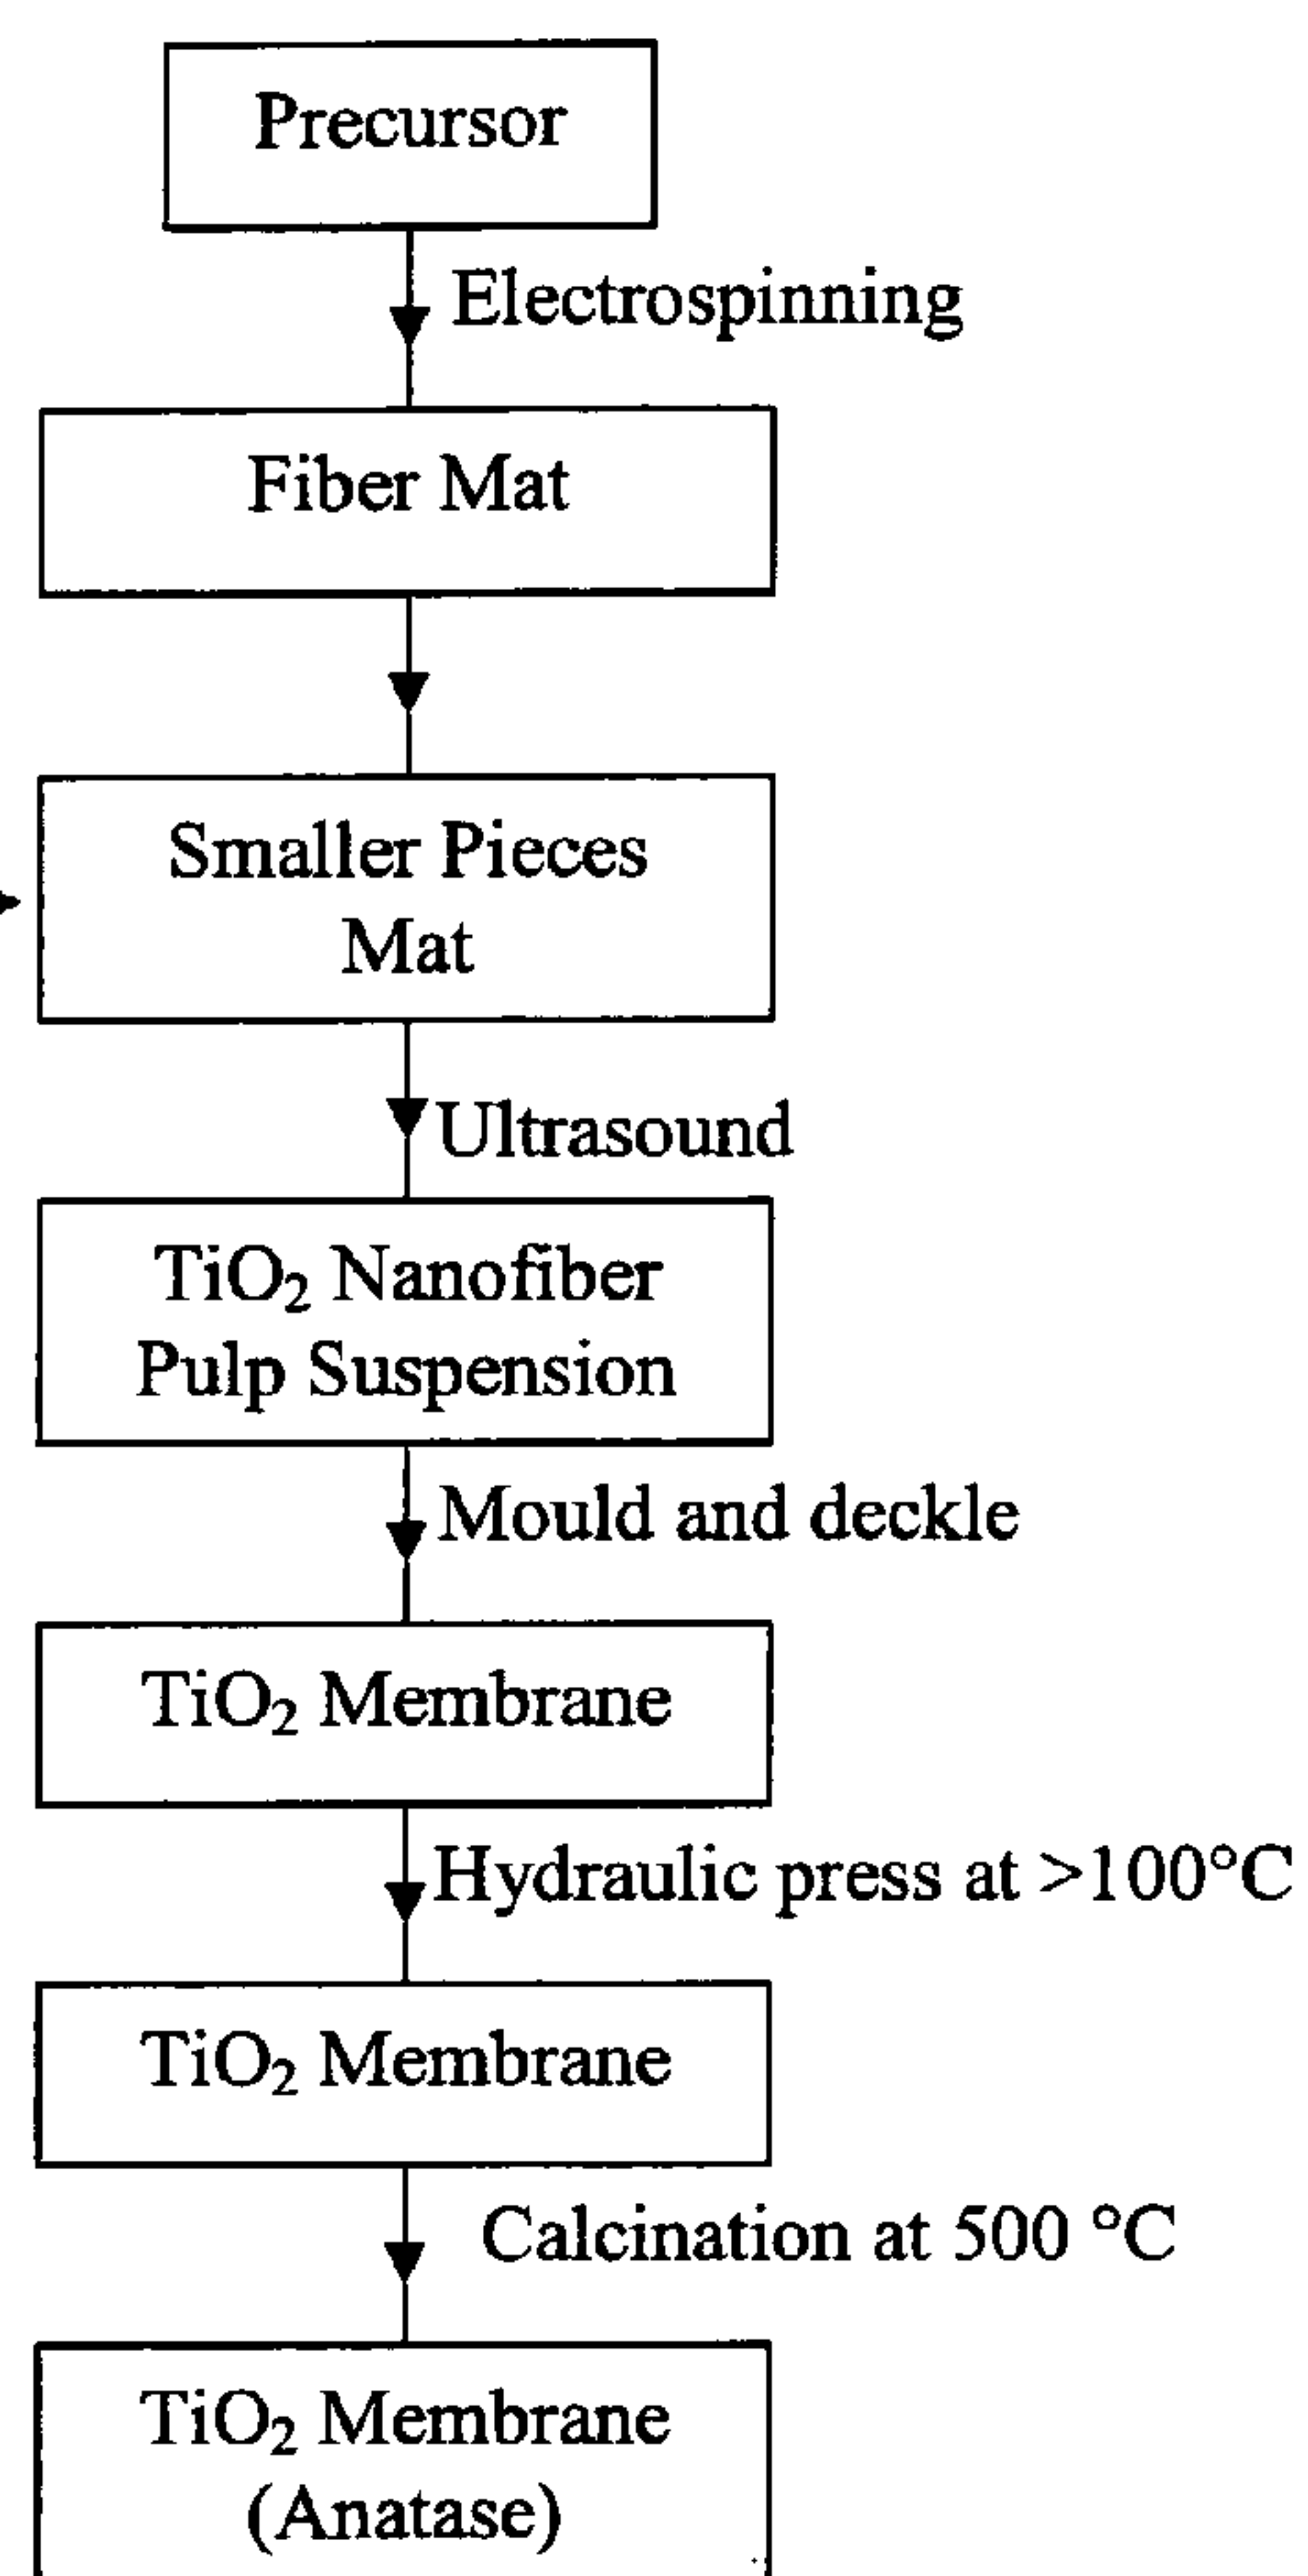 Precursor
Electrospinning
Fiber Mat
Smaller Pieces
Mat
Ultrasound
TiO₂ Nanofiber
Pulp Suspension
Mould and deckle
TiO₂ Membrane
Hydraulic press at >100°C
TiO₂ Membrane
Calcination at 500 °C
TiO₂ Membrane
(Anatase)